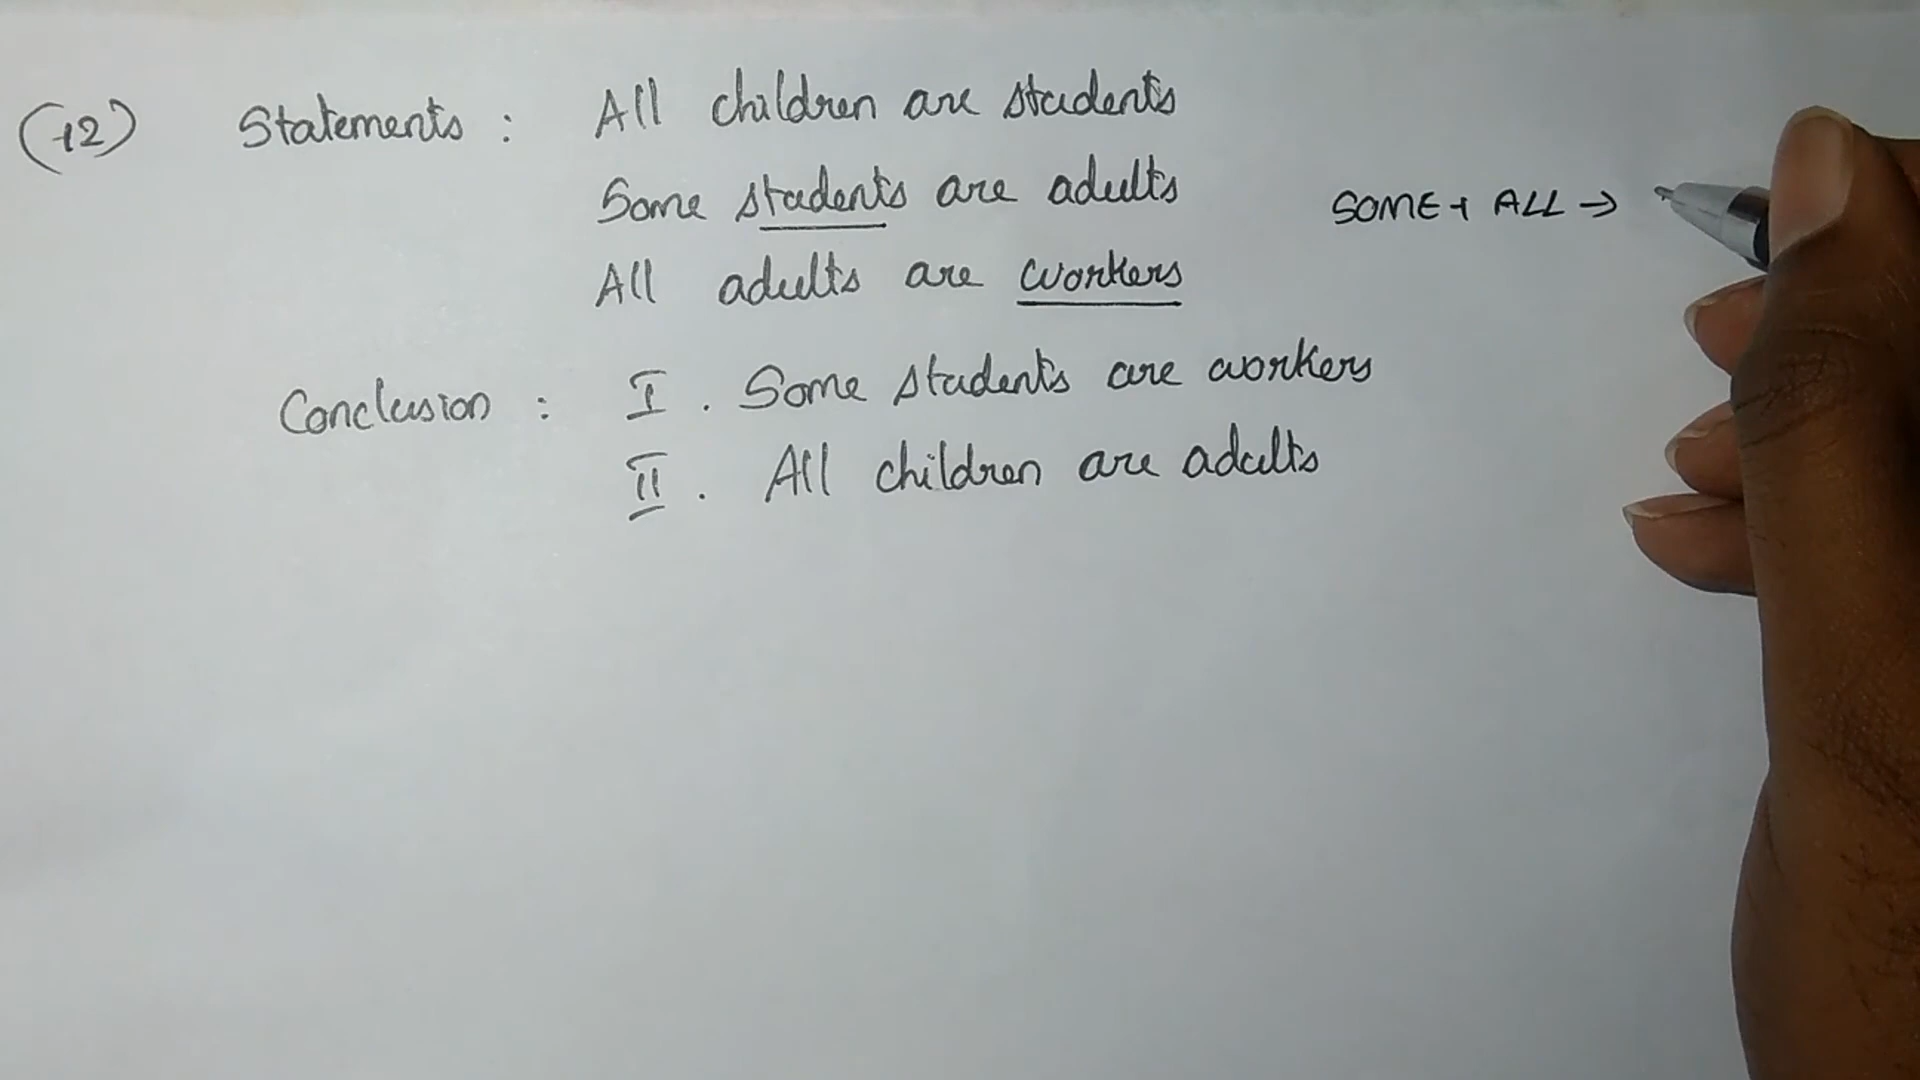 (12) Statements : All children are students
Some students are adults
SOME + ALL →
All adults are workers
Conclusion : I. Some students are workers
II. All children are adults